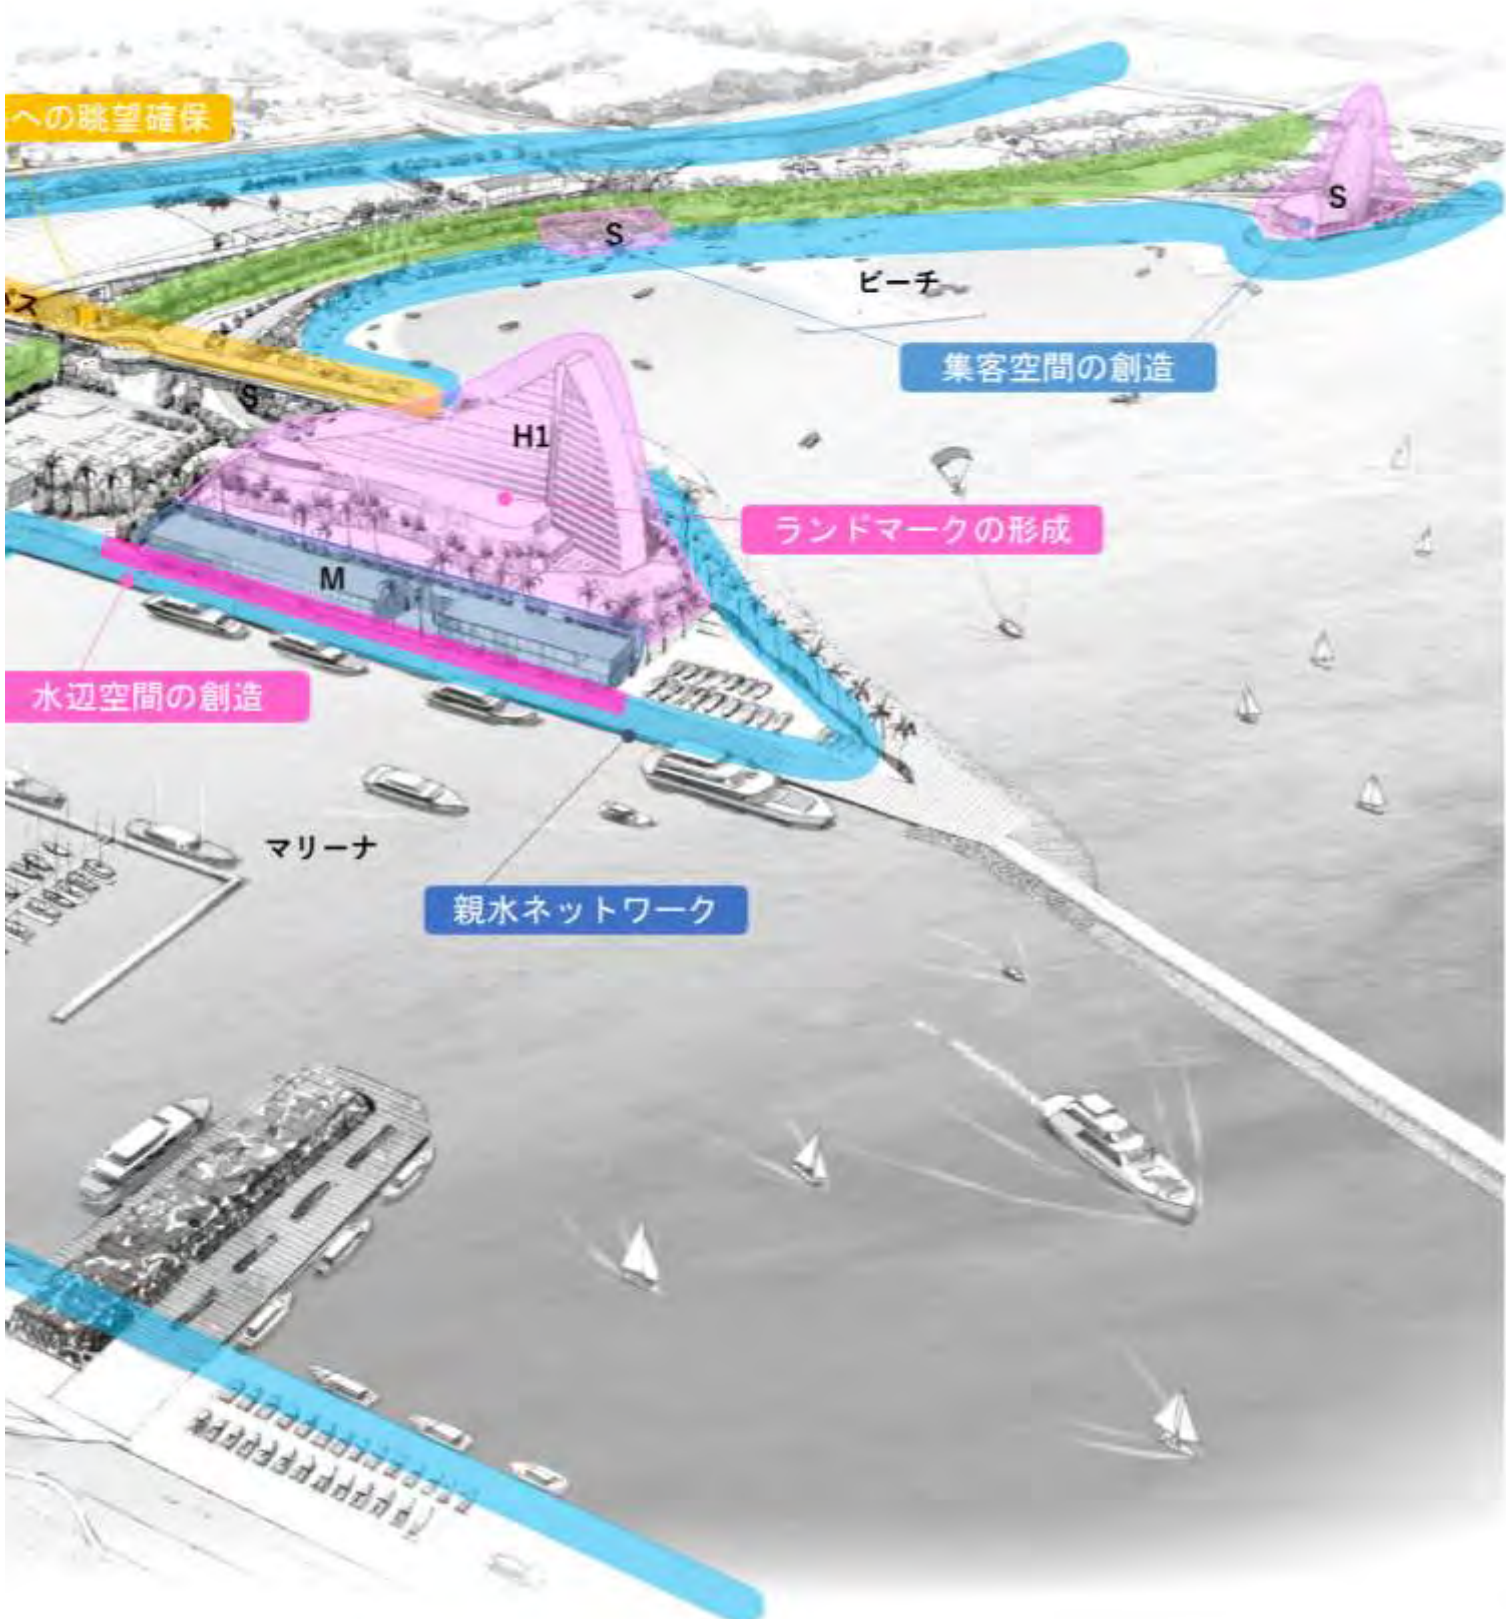 への眺望確保
S
S
ビーチ
ス
集客空間の創造
S
H1
ランドマークの形成
M
水辺空間の創造
マリーナ
親水ネットワーク